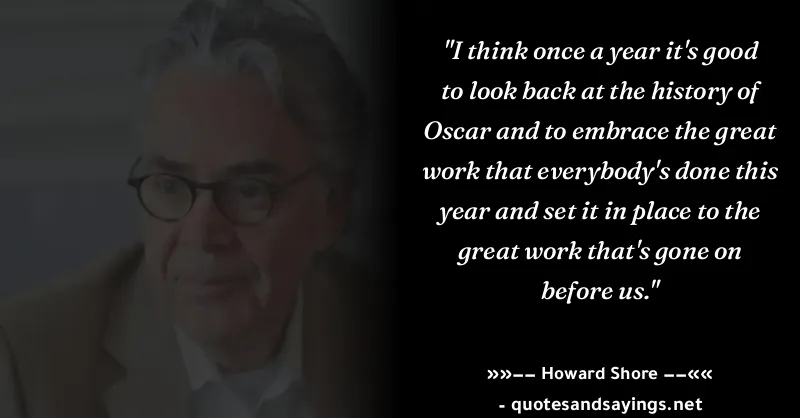 "I think once a year it's good
to look back at the history of
Oscar and to embrace the great
work that everybody's done this
year and set it in place to the
great work that's gone on
before us."
»»−− Howard Shore −−««
- quotesandsayings.net